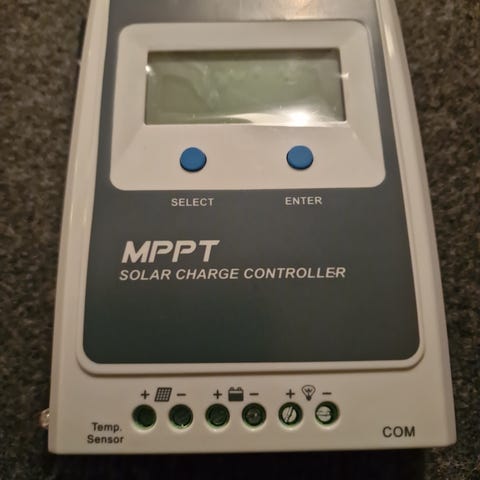 SELECT ENTER
MPPT
SOLAR CHARGE CONTROLLER
+ − + − + −
Temp.
Sensor
COM